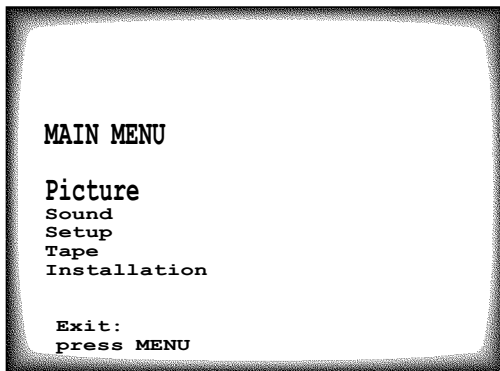 MAIN MENU
Picture
Sound
Setup
Tape
Installation
Exit:
press MENU